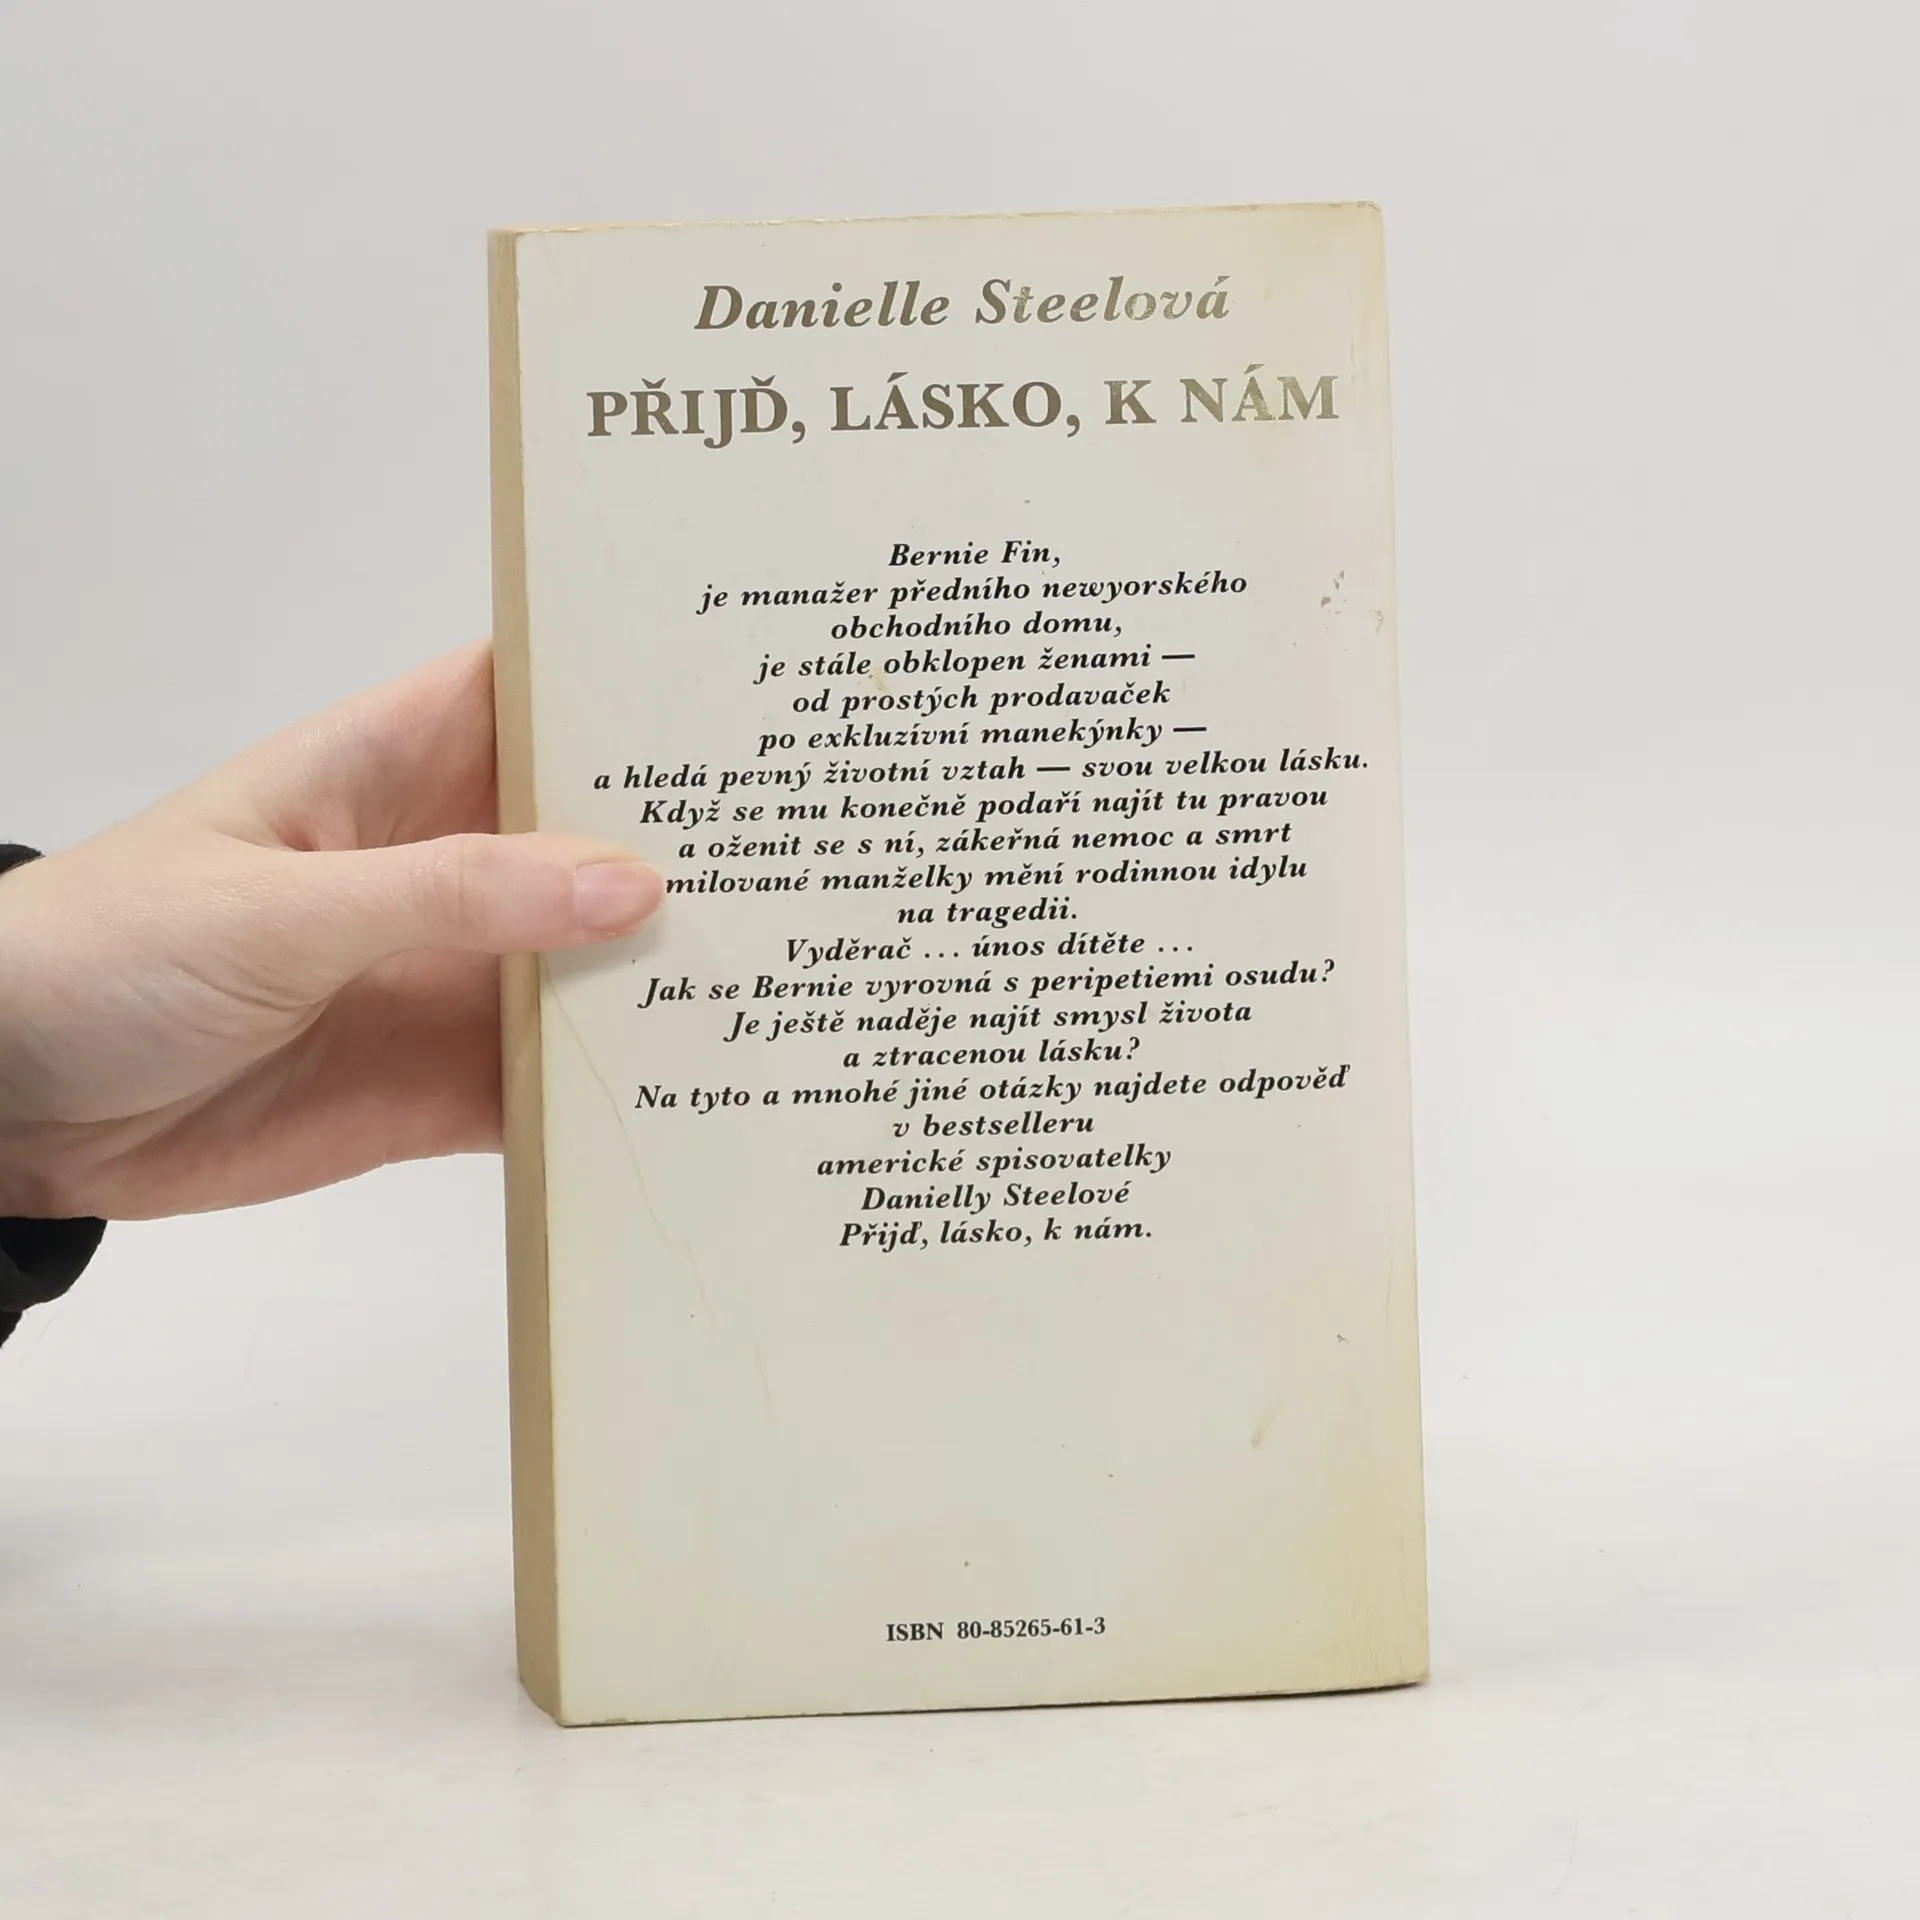 Danielle Steelová
PŘIJĎ, LÁSKO, K NÁM
Bernie Fin,
je manažer předního newyorského
obchodního domu,
je stále obklopen ženami —
od prostých prodavaček
po exkluzívní manekýnky —
a hledá pevný životní vztah — svou velkou lásku.
Když se mu konečně podaří najít tu pravou
a oženit se s ní, zákeřná nemoc a smrt
milované manželky mění rodinnou idylu
na tragedii.
Vyděrač ... únos dítěte ...
Jak se Bernie vyrovná s peripetiemi osudu?
Je ještě naděje najít smysl života
a ztracenou lásku?
Na tyto a mnohé jiné otázky najdete odpověď
v bestselleru
americké spisovatelky
Danielly Steelové
Přijď, lásko, k nám.
ISBN 80-85265-61-3